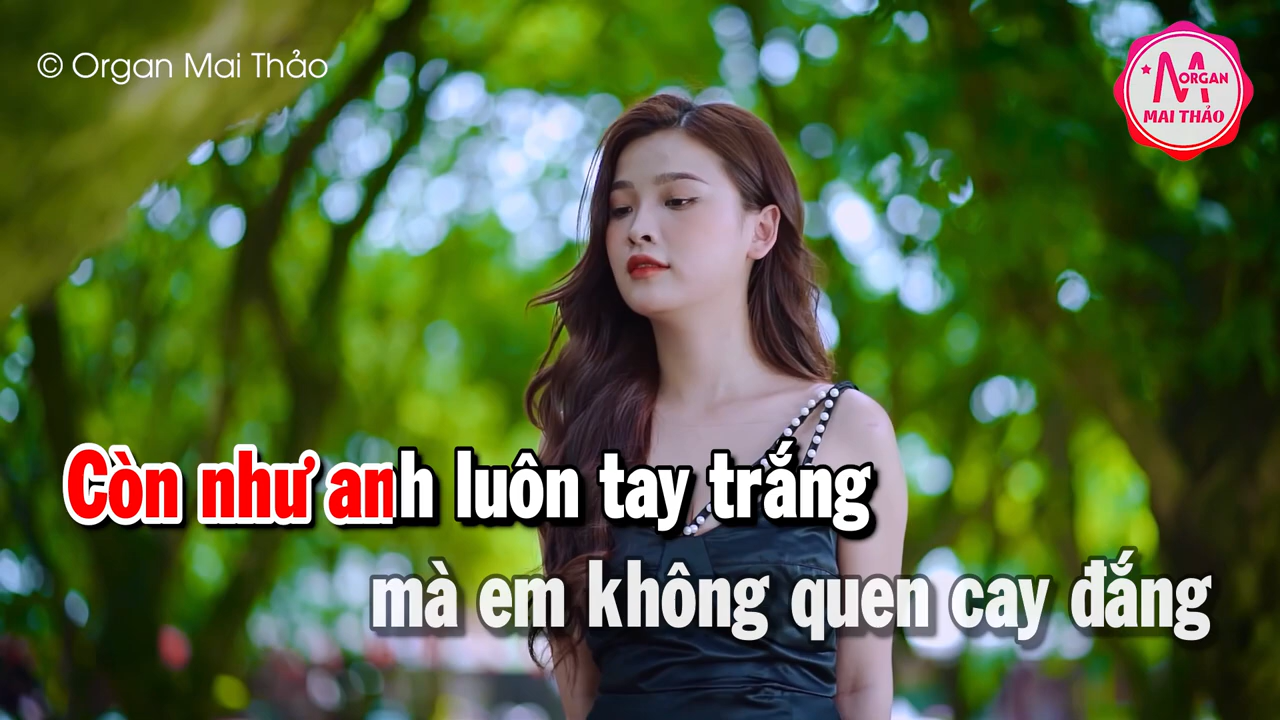 © Organ Mai Thảo
M ORGAN
MAI THẢO
Còn như anh luôn tay trắng
mà em không quen cay đắng